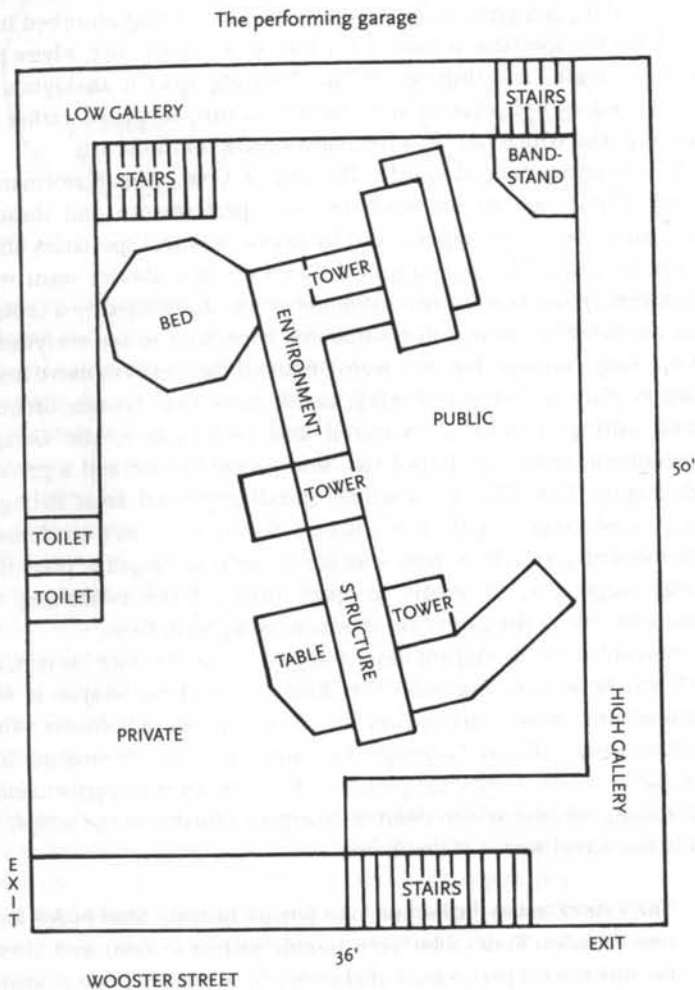 The performing garage
STAIRS
LOW GALLERY
BAND-
STAND
STAIRS
TOWER
BED
ENVIRONMENT
PUBLIC
50'
TOWER
TOILET
TOILET
STRUCTURE
TOWER
TABLE
HIGH GALLERY
PRIVATE
EXIT
STAIRS
36'
EXIT
WOOSTER STREET